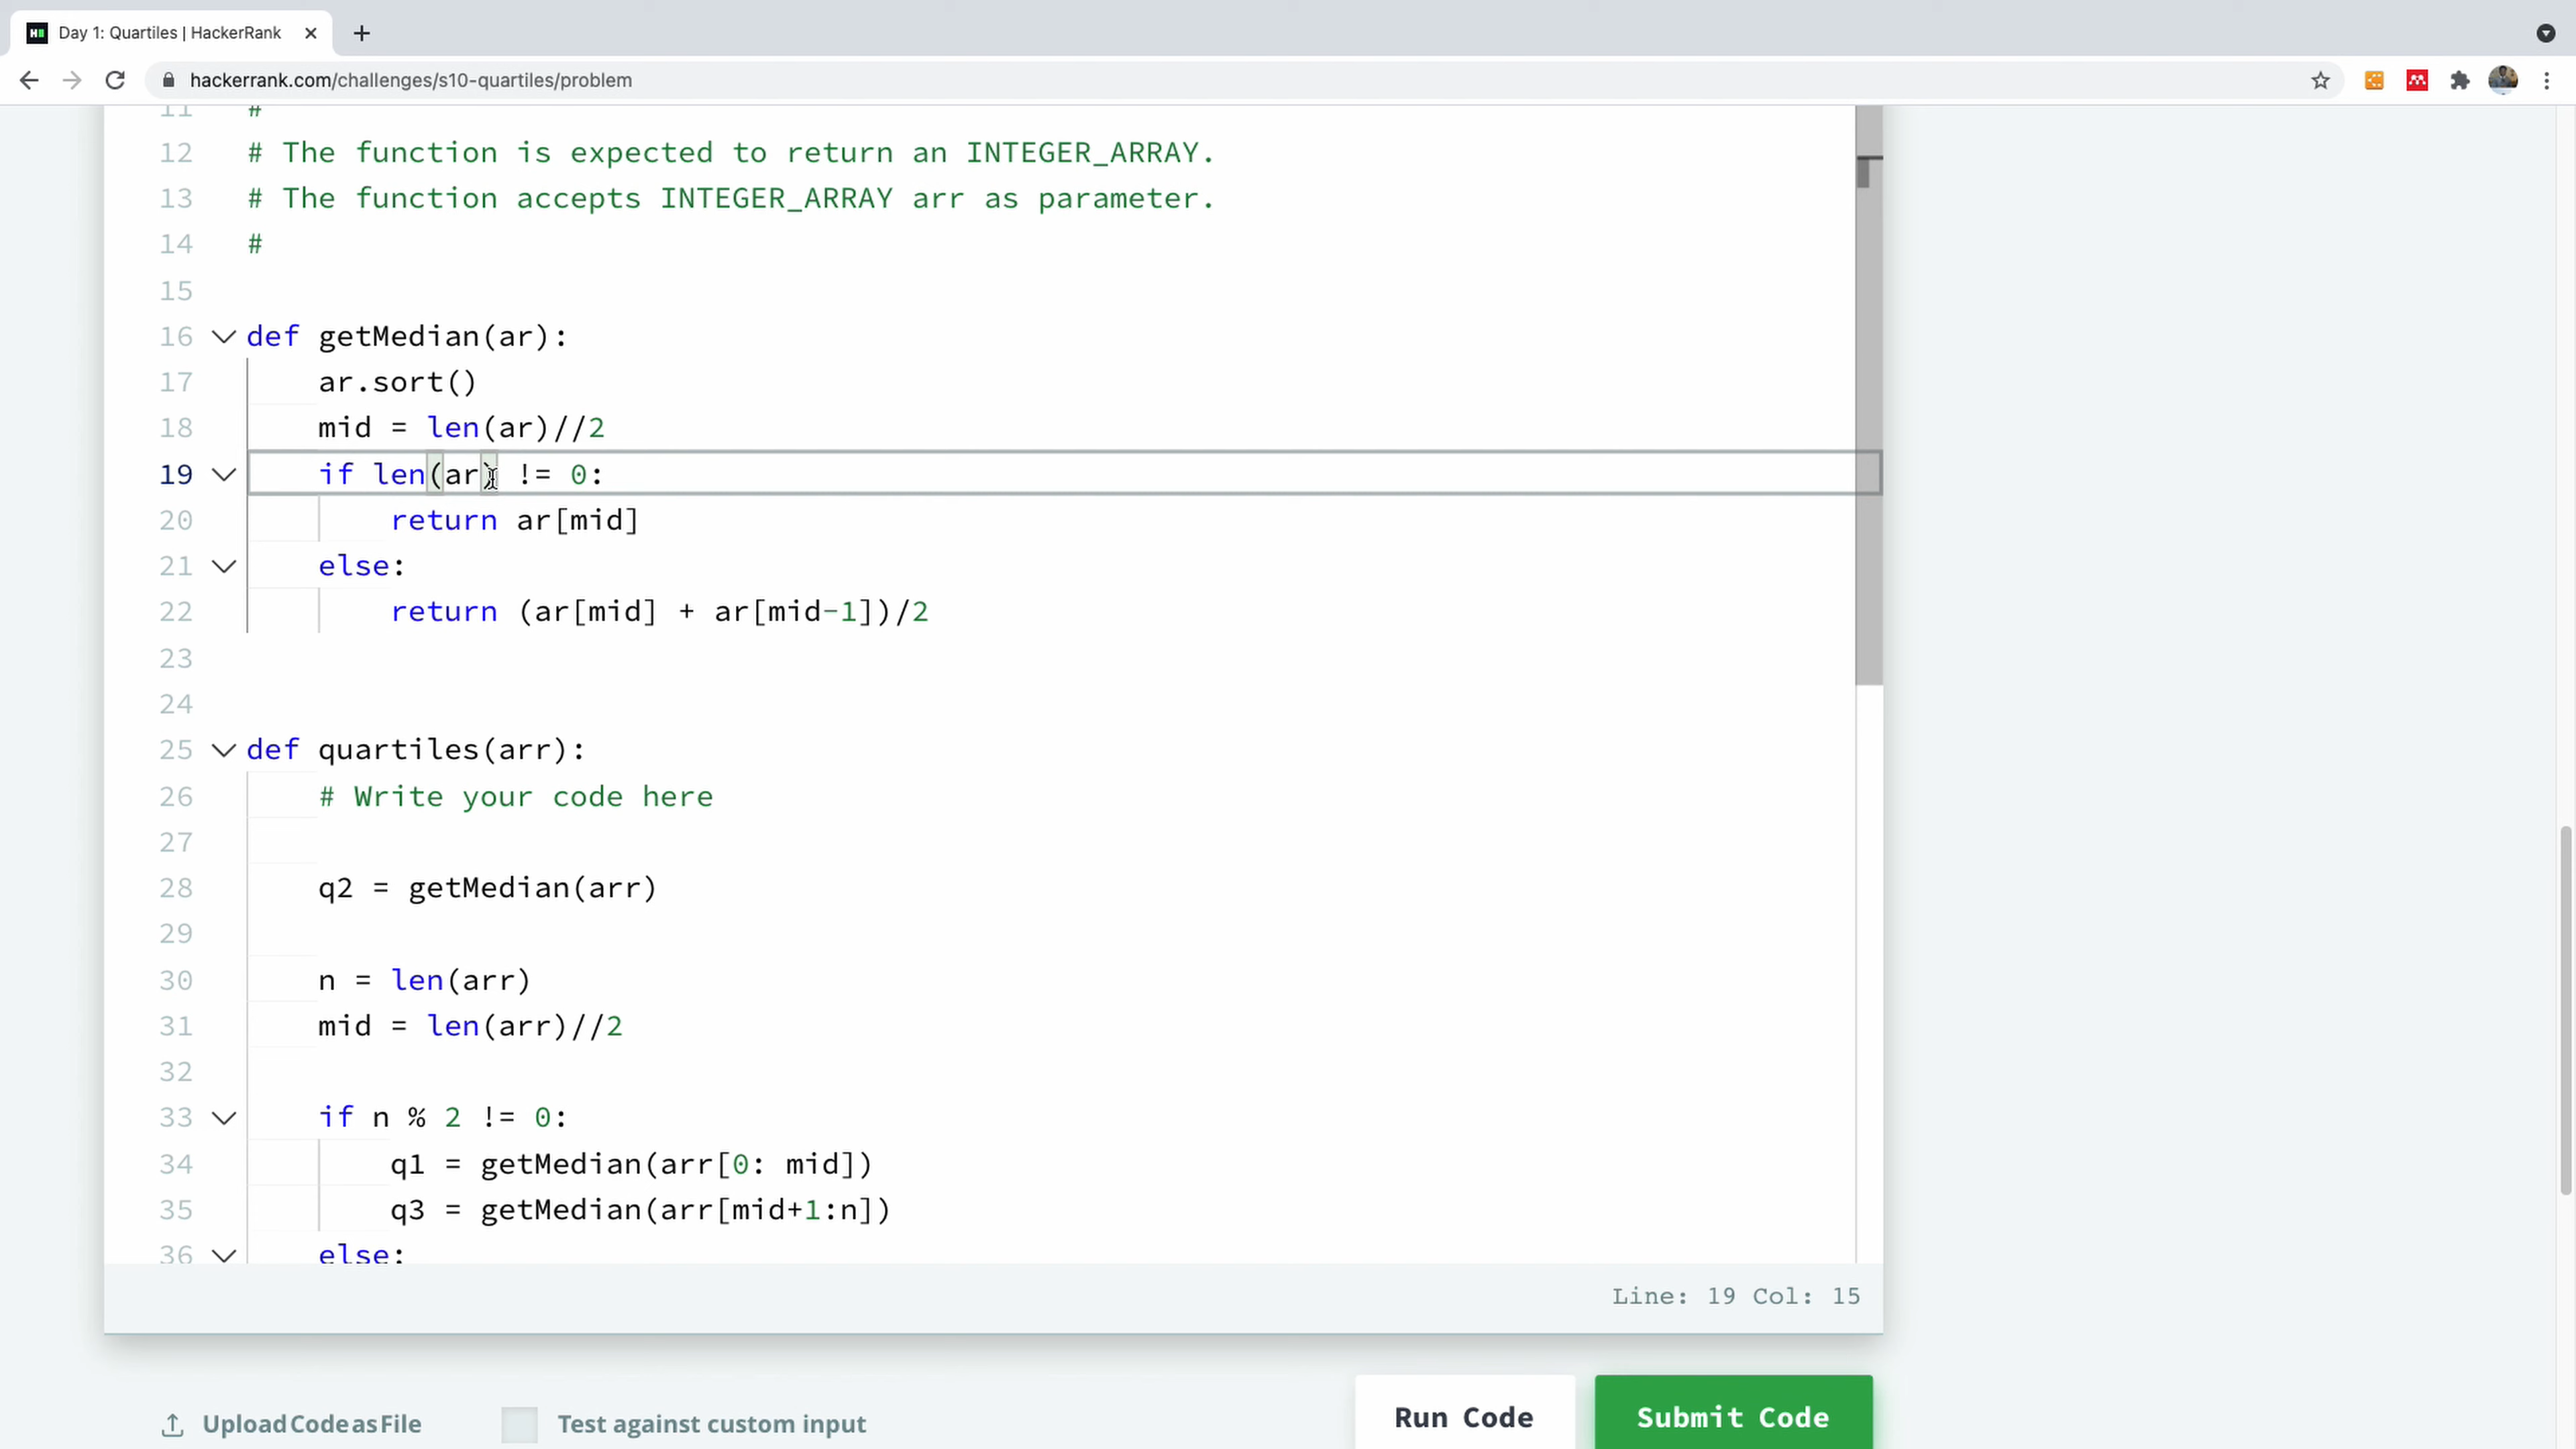 Day 1: Quartiles | HackerRank
hackerrank.com/challenges/s10-quartiles/problem
11 #
12 # The function is expected to return an INTEGER_ARRAY.
13 # The function accepts INTEGER_ARRAY arr as parameter.
14 #
15
16 def getMedian(ar):
17     ar.sort()
18     mid = len(ar)//2
19     if len(ar) != 0:
20         return ar[mid]
21     else:
22         return (ar[mid] + ar[mid-1])/2
23
24
25 def quartiles(arr):
26     # Write your code here
27
28     q2 = getMedian(arr)
29
30     n = len(arr)
31     mid = len(arr)//2
32
33     if n % 2 != 0:
34         q1 = getMedian(arr[0: mid])
35         q3 = getMedian(arr[mid+1:n])
36     else:
Line: 19 Col: 15
Upload Code as File
Test against custom input
Run Code
Submit Code